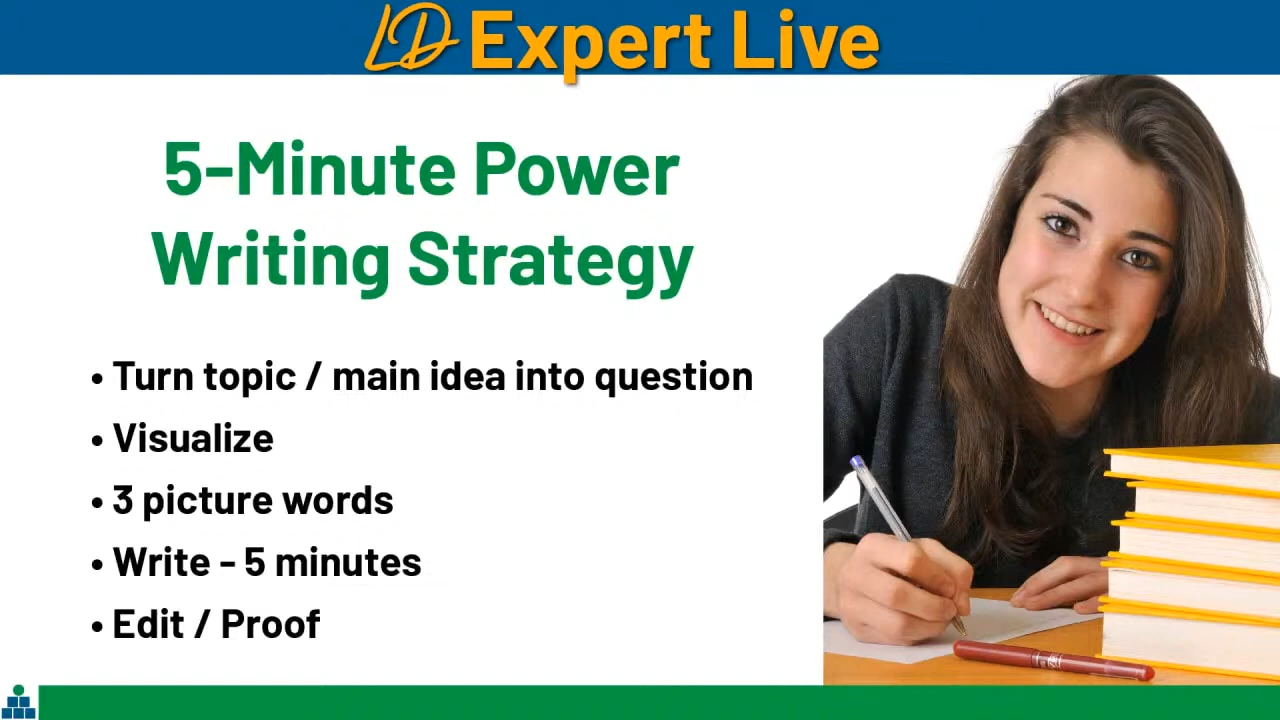 LD Expert Live
5-Minute Power
Writing Strategy
• Turn topic / main idea into question
• Visualize
• 3 picture words
• Write - 5 minutes
• Edit / Proof